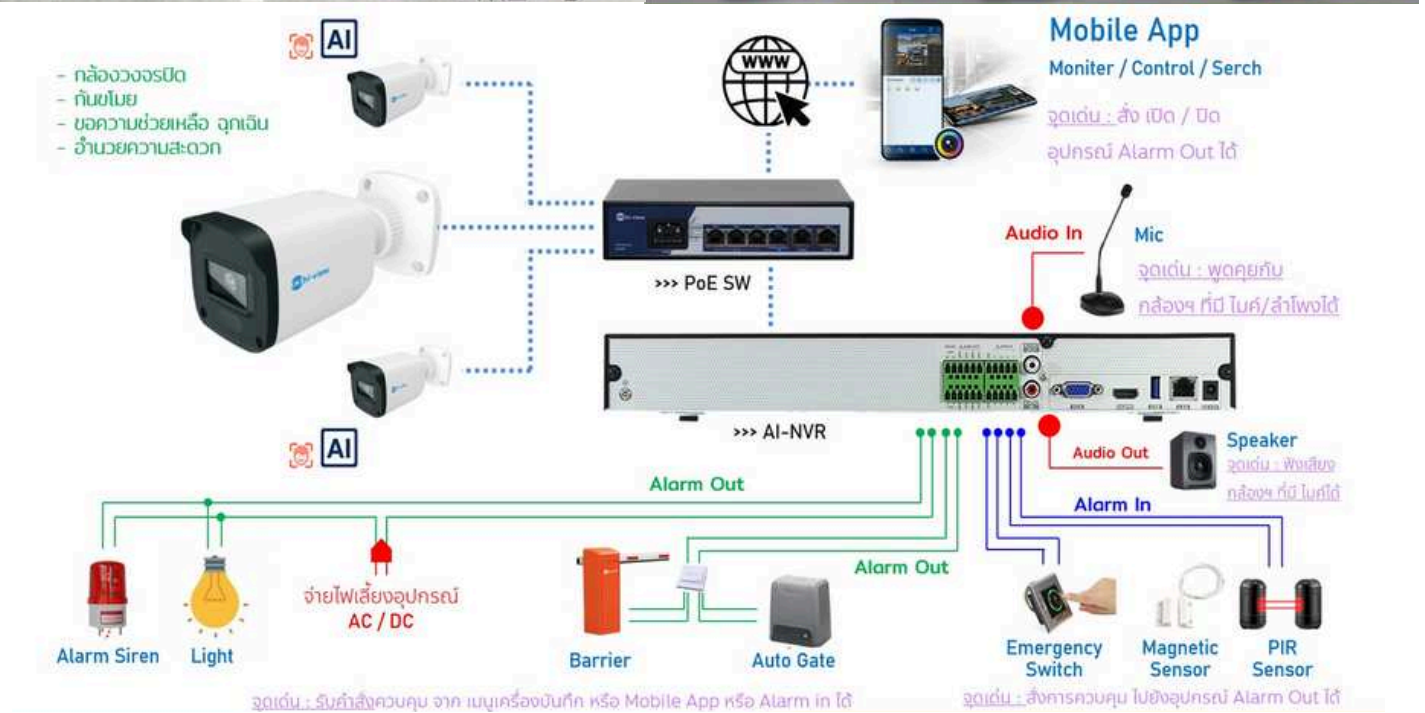 AI
- กล้องวงจรปิด
- กันขโมย
- ขอความช่วยเหลือ ฉุกเฉิน
- อำนวยความสะดวก
WWW
Mobile App
Moniter / Control / Serch
จุดเด่น : สั่ง เปิด / ปิด
อุปกรณ์ Alarm Out ได้
hi-view
hi-view
>>> PoE SW
Audio In
Mic
จุดเด่น : พูดคุยกับ
กล้องฯ ที่มี ไมค์/ลำโพงได้
>>> AI-NVR
AI
Audio Out
Speaker
จุดเด่น : ฟังเสียง
กล้องฯ ที่มี ไมค์ได้
Alarm Out
Alarm In
Alarm Out
จ่ายไฟเลี้ยงอุปกรณ์
AC / DC
Alarm Siren
Light
Barrier
Auto Gate
Emergency
Switch
Magnetic
Sensor
PIR
Sensor
จุดเด่น : รับคำสั่งควบคุม จาก เมนูเครื่องบันทึก หรือ Mobile App หรือ Alarm in ได้
จุดเด่น : สั่งการควบคุม ไปยังอุปกรณ์ Alarm Out ได้